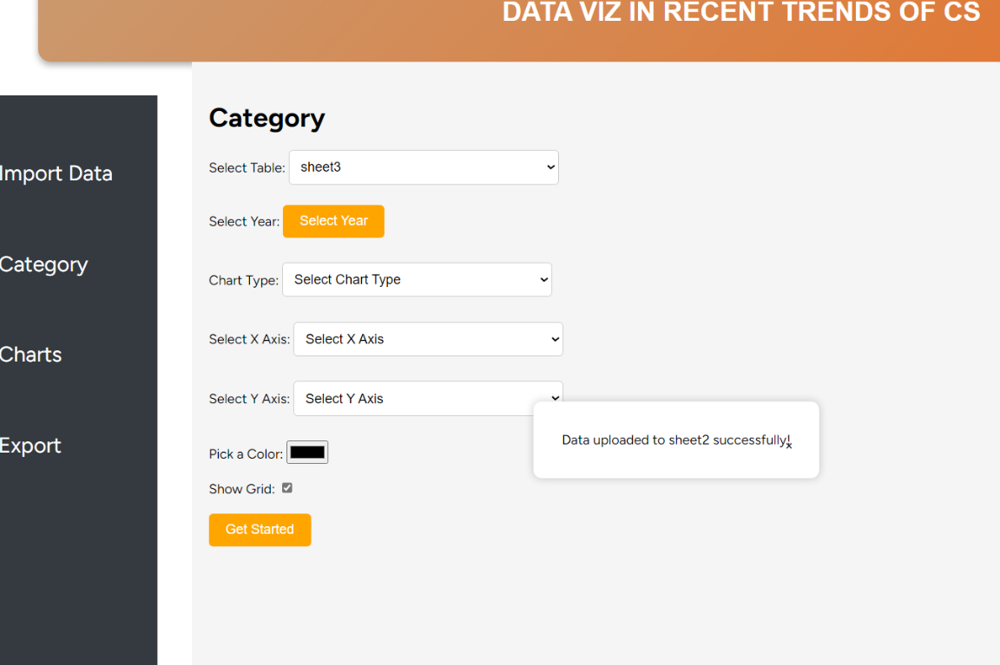 DATA VIZ IN RECENT TRENDS OF CS
Import Data
Category
Charts
Export
Category
Select Table: sheet3
Select Year: Select Year
Chart Type: Select Chart Type
Select X Axis: Select X Axis
Select Y Axis: Select Y Axis
Data uploaded to sheet2 successfully!
x
Pick a Color:
Show Grid:
Get Started